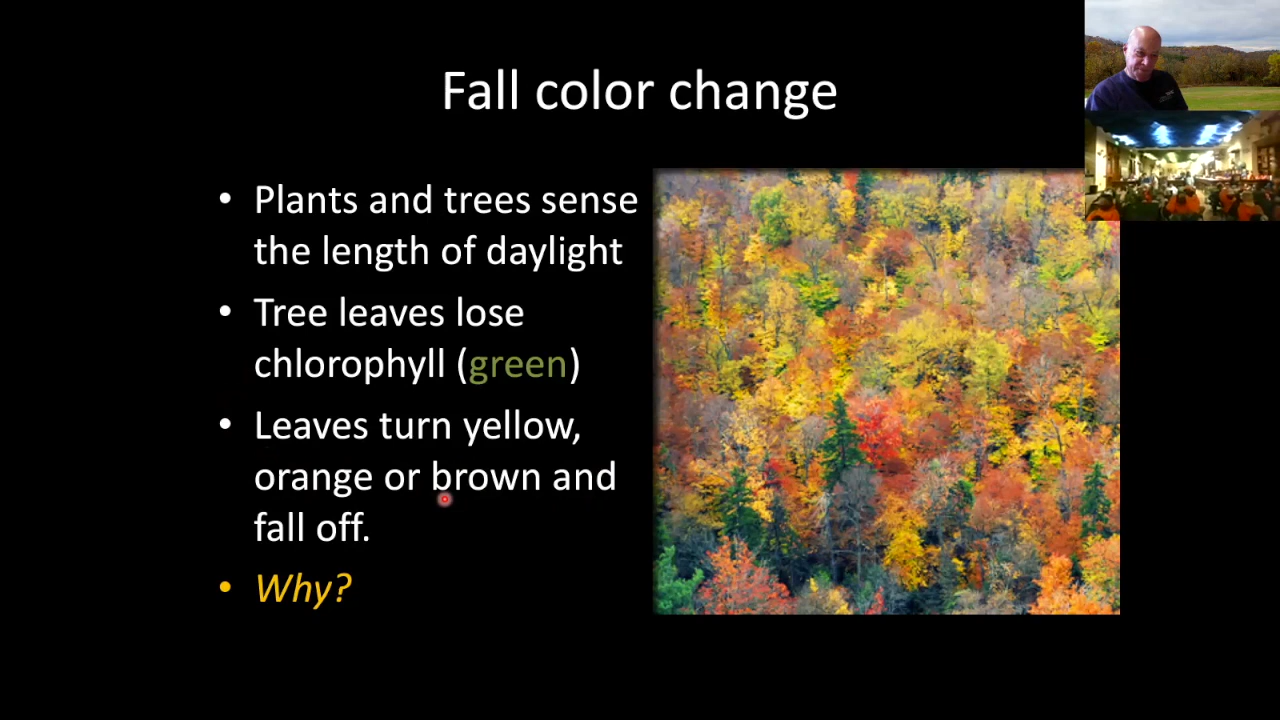 Fall color change
• Plants and trees sense
the length of daylight
• Tree leaves lose
chlorophyll (green)
• Leaves turn yellow,
orange or brown and
fall off.
• Why?